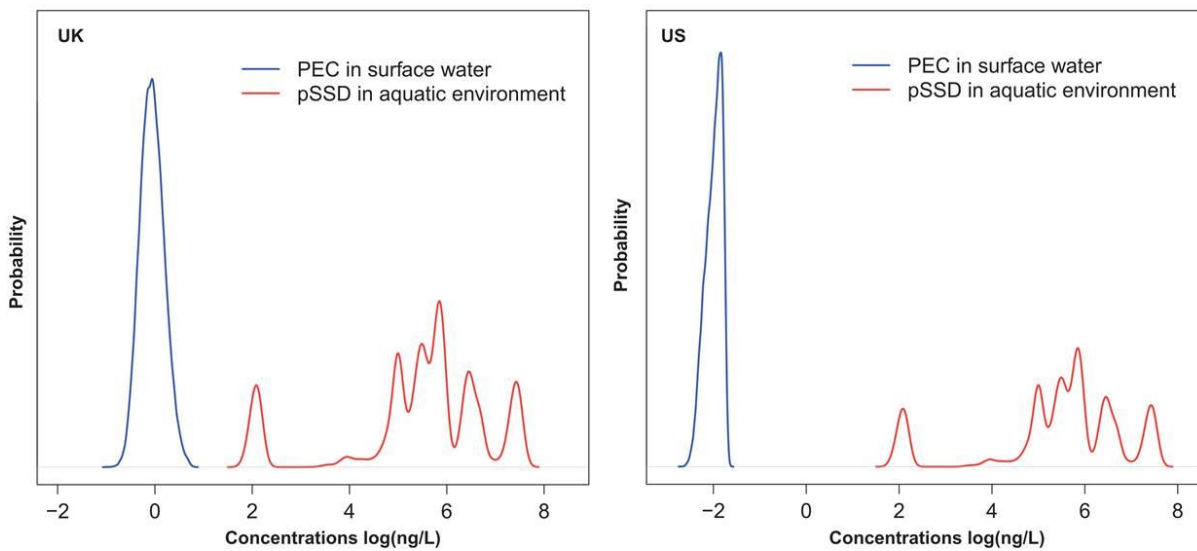 UK
PEC in surface water
pSSD in aquatic environment
Probability
−2 0 2 4 6 8
Concentrations log(ng/L)
US
PEC in surface water
pSSD in aquatic environment
Probability
−2 0 2 4 6 8
Concentrations log(ng/L)